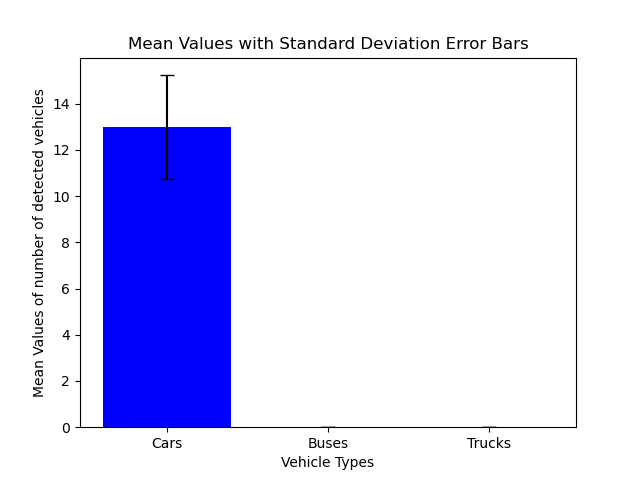 Mean Values with Standard Deviation Error Bars
Mean Values of number of detected vehicles
14
12
10
8
6
4
2
0
Cars Buses Trucks
Vehicle Types